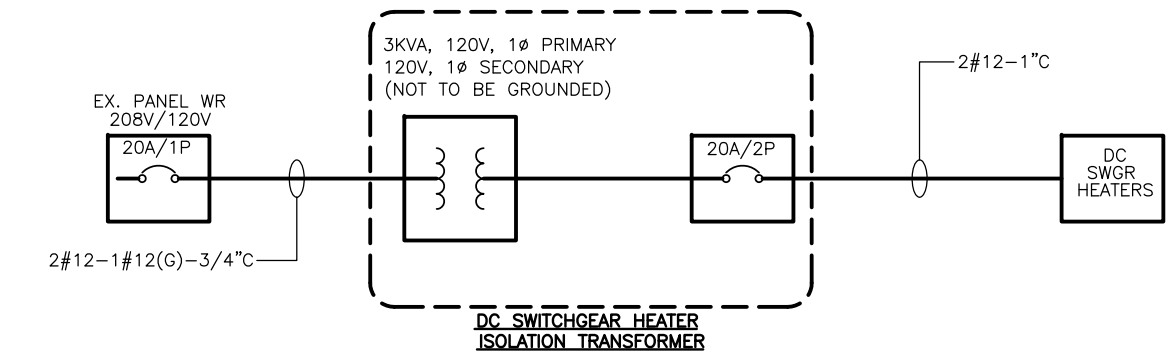 3KVA, 120V, 1ø PRIMARY
120V, 1ø SECONDARY
(NOT TO BE GROUNDED)
2#12-1"C
EX. PANEL WR
208V/120V
20A/1P
20A/2P
DC
SWGR
HEATERS
2#12-1#12(G)-3/4"C
DC SWITCHGEAR HEATER
ISOLATION TRANSFORMER